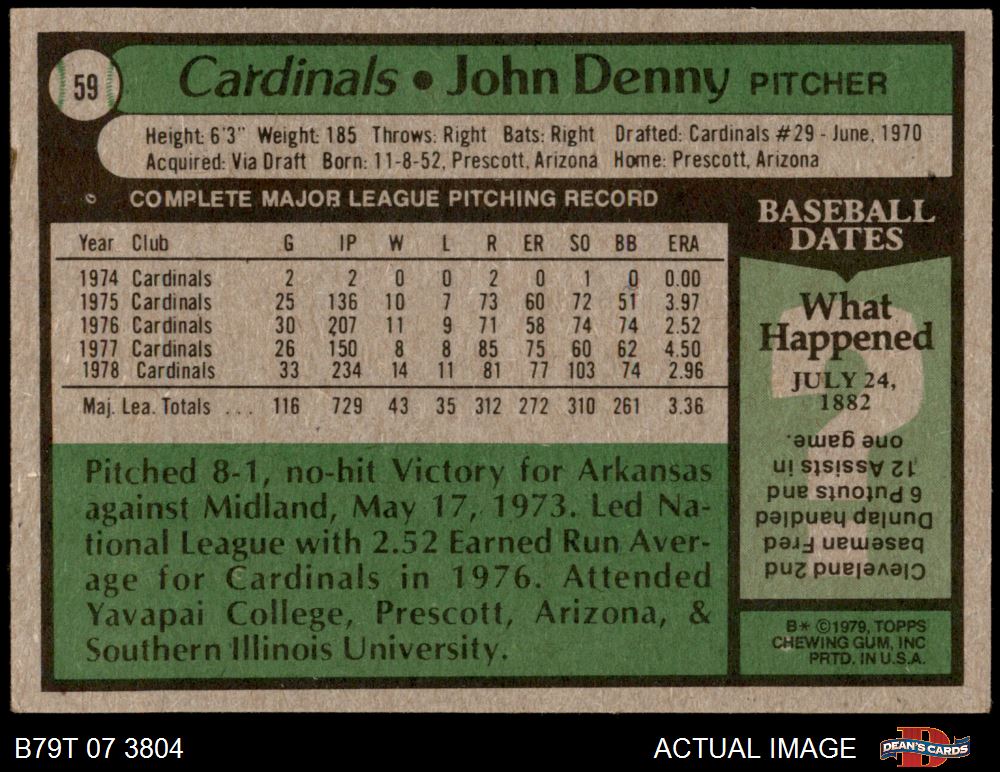 59
Cardinals • John Denny PITCHER
Height: 6'3" Weight: 185 Throws: Right Bats: Right Drafted: Cardinals #29 - June, 1970
Acquired: Via Draft Born: 11-8-52, Prescott, Arizona Home: Prescott, Arizona
COMPLETE MAJOR LEAGUE PITCHING RECORD
Year Club G IP W L R ER SO BB ERA
1974 Cardinals 2 2 0 0 2 0 1 0 0.00
1975 Cardinals 25 136 10 7 73 60 72 51 3.97
1976 Cardinals 30 207 11 9 71 58 74 74 2.52
1977 Cardinals 26 150 8 8 85 75 60 62 4.50
1978 Cardinals 33 234 14 11 81 77 103 74 2.96
Maj. Lea. Totals ... 116 729 43 35 312 272 310 261 3.36
Pitched 8-1, no-hit Victory for Arkansas
against Midland, May 17, 1973. Led Na-
tional League with 2.52 Earned Run Aver-
age for Cardinals in 1976. Attended
Yavapai College, Prescott, Arizona, &
Southern Illinois University.
BASEBALL
DATES
What
Happened
JULY 24,
1882
?
Cleveland 2nd
baseman Fred
Dunlap handled
6 Putouts and
12 Assists in
one game.
B* ©1979, TOPPS
CHEWING GUM, INC
PRTD. IN U.S.A.
B79T 07 3804
ACTUAL IMAGE
D
DEAN'S CARDS